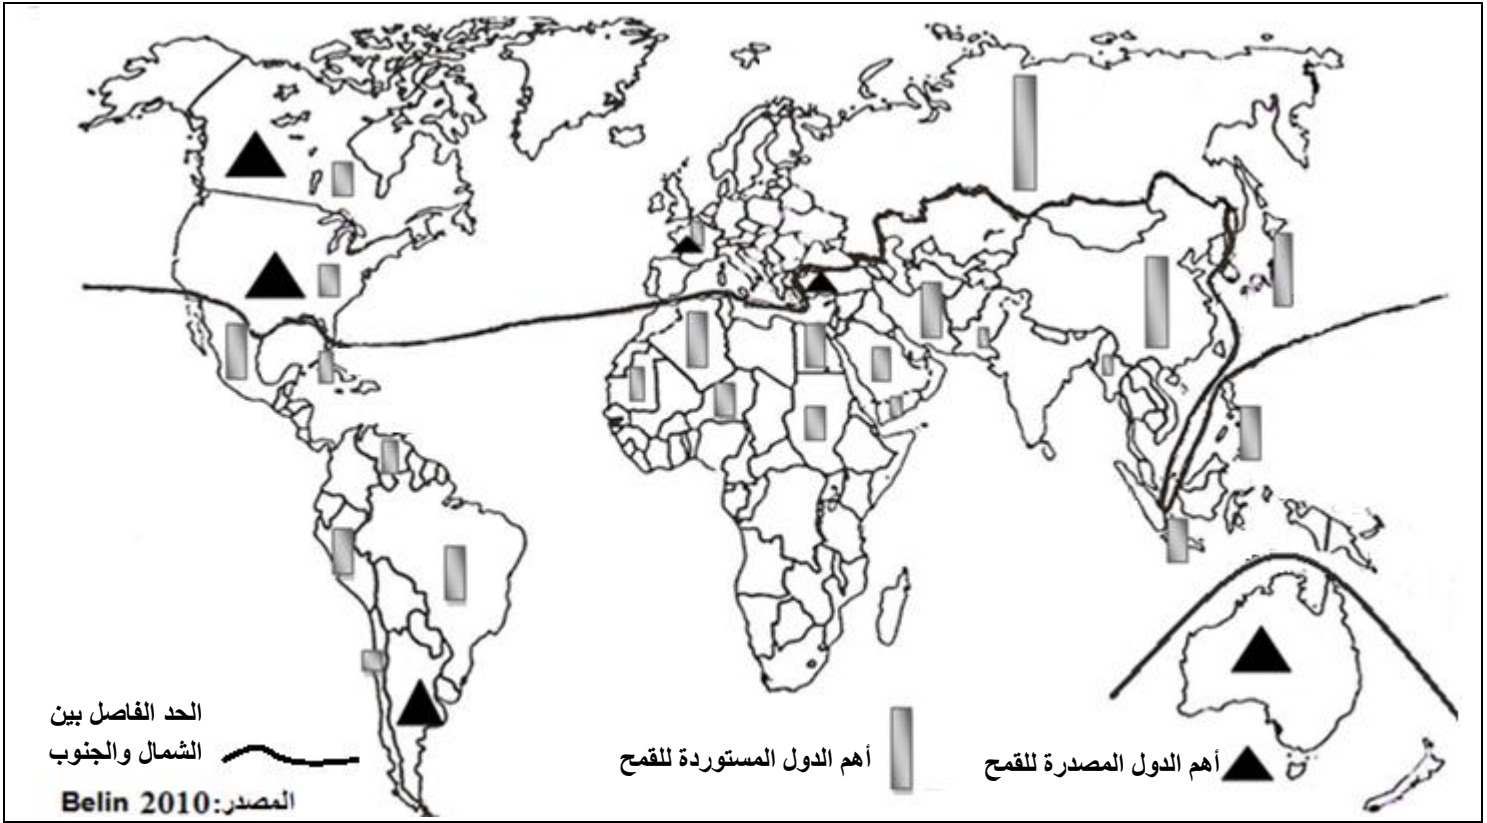 الحد الفاصل بين
الشمال والجنوب
أهم الدول المستوردة للقمح
أهم الدول المصدرة للقمح
المصدر: Belin 2010